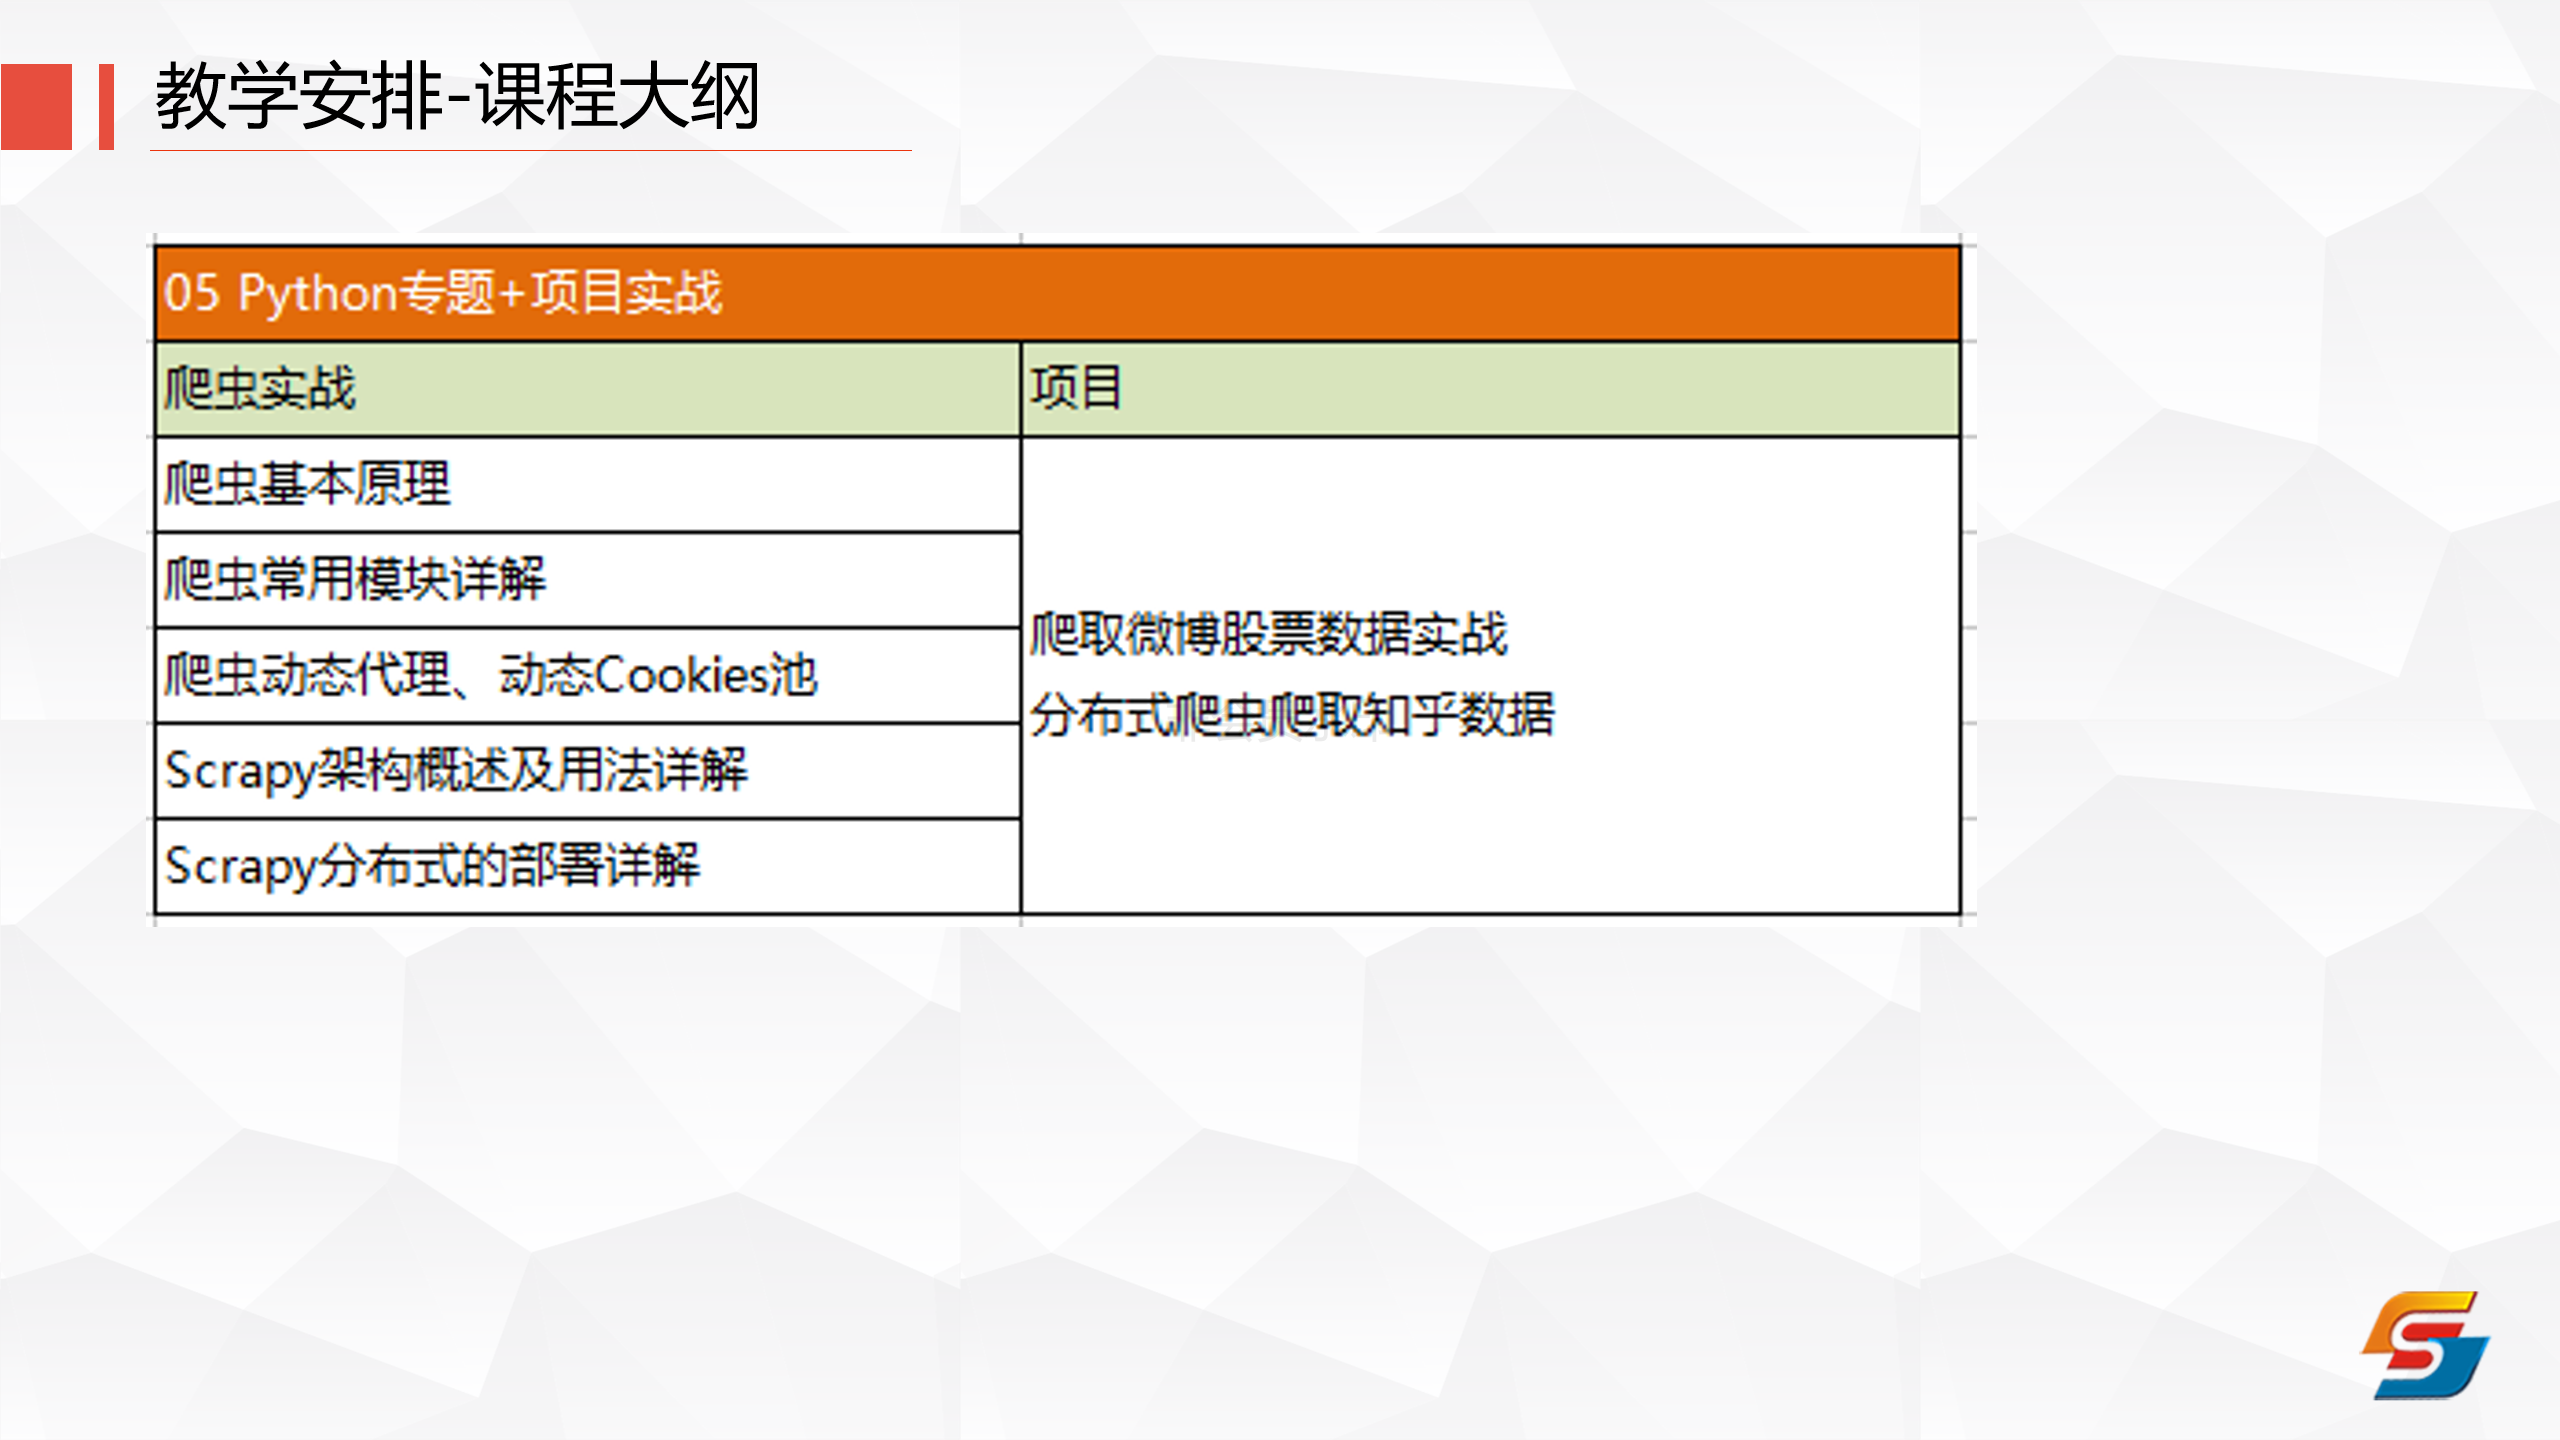 教学安排-课程大纲
05 Python专题+项目实战
爬虫实战
项目
爬虫基本原理
爬虫常用模块详解
爬虫动态代理、动态Cookies池
Scrapy架构概述及用法详解
Scrapy分布式的部署详解
爬取微博股票数据实战
分布式爬虫爬取知乎数据